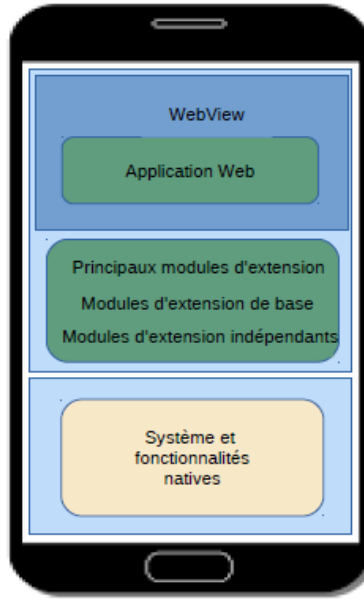 WebView
Application Web
Principaux modules d'extension
Modules d'extension de base
Modules d'extension indépendants
Système et
fonctionnalités
natives